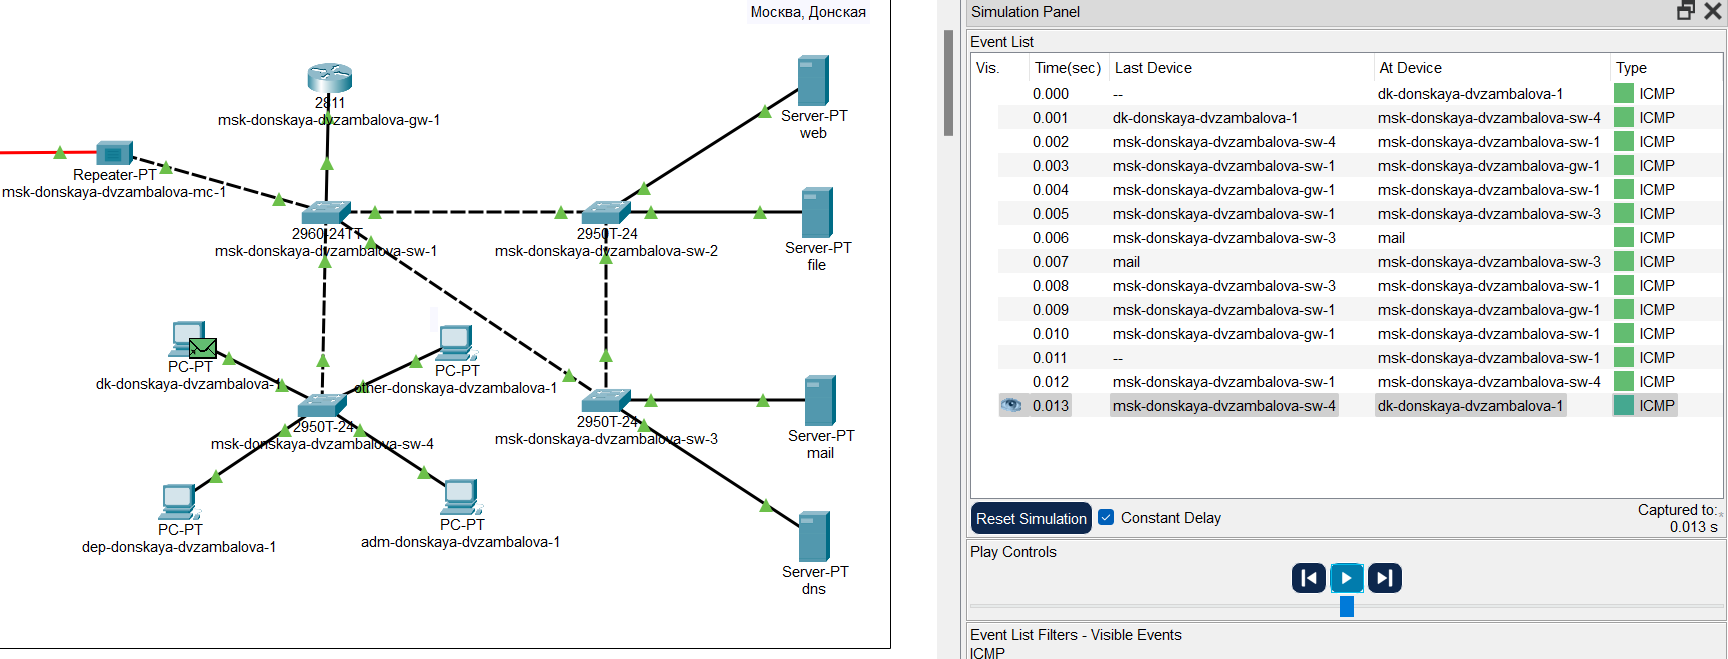 Москва, Донская
2811
msk-donskaya-dvzambalova-gw-1
Repeater-PT
msk-donskaya-dvzambalova-mc-1
2960-24TT
msk-donskaya-dvzambalova-sw-1
2950T-24
msk-donskaya-dvzambalova-sw-2
Server-PT
web
Server-PT
file
PC-PT
dk-donskaya-dvzambalova-1
PC-PT
other-donskaya-dvzambalova-1
2950T-24
msk-donskaya-dvzambalova-sw-4
2950T-24
msk-donskaya-dvzambalova-sw-3
Server-PT
mail
PC-PT
dep-donskaya-dvzambalova-1
PC-PT
adm-donskaya-dvzambalova-1
Server-PT
dns
Simulation Panel
Event List
Vis. Time(sec) Last Device At Device Type
0.000 -- dk-donskaya-dvzambalova-1 ICMP
0.001 dk-donskaya-dvzambalova-1 msk-donskaya-dvzambalova-sw-4 ICMP
0.002 msk-donskaya-dvzambalova-sw-4 msk-donskaya-dvzambalova-sw-1 ICMP
0.003 msk-donskaya-dvzambalova-sw-1 msk-donskaya-dvzambalova-gw-1 ICMP
0.004 msk-donskaya-dvzambalova-gw-1 msk-donskaya-dvzambalova-sw-1 ICMP
0.005 msk-donskaya-dvzambalova-sw-1 msk-donskaya-dvzambalova-sw-3 ICMP
0.006 msk-donskaya-dvzambalova-sw-3 mail ICMP
0.007 mail msk-donskaya-dvzambalova-sw-3 ICMP
0.008 msk-donskaya-dvzambalova-sw-3 msk-donskaya-dvzambalova-sw-1 ICMP
0.009 msk-donskaya-dvzambalova-sw-1 msk-donskaya-dvzambalova-gw-1 ICMP
0.010 msk-donskaya-dvzambalova-gw-1 msk-donskaya-dvzambalova-sw-1 ICMP
0.011 -- msk-donskaya-dvzambalova-sw-1 ICMP
0.012 msk-donskaya-dvzambalova-sw-1 msk-donskaya-dvzambalova-sw-4 ICMP
0.013 msk-donskaya-dvzambalova-sw-4 dk-donskaya-dvzambalova-1 ICMP
Reset Simulation Constant Delay
Captured to:
0.013 s
Play Controls
Event List Filters - Visible Events
ICMP